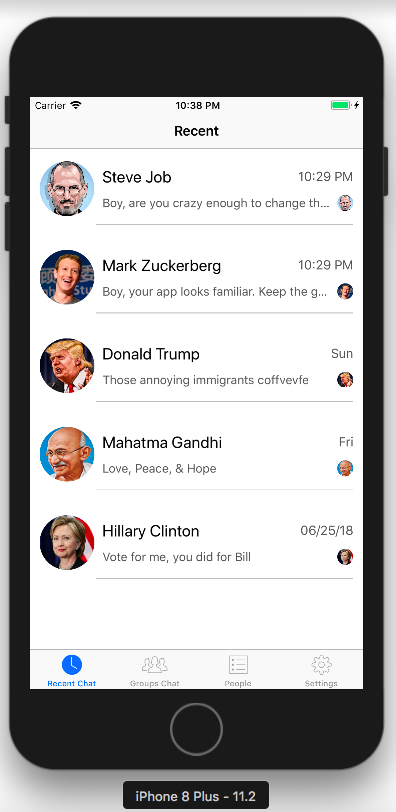 Carrier 10:38 PM
Recent
Steve Job 10:29 PM
Boy, are you crazy enough to change th...
Mark Zuckerberg 10:29 PM
Boy, your app looks familiar. Keep the g...
Donald Trump Sun
Those annoying immigrants coffvevfe
Mahatma Gandhi Fri
Love, Peace, & Hope
Hillary Clinton 06/25/18
Vote for me, you did for Bill
Recent Chat Groups Chat People Settings
iPhone 8 Plus - 11.2